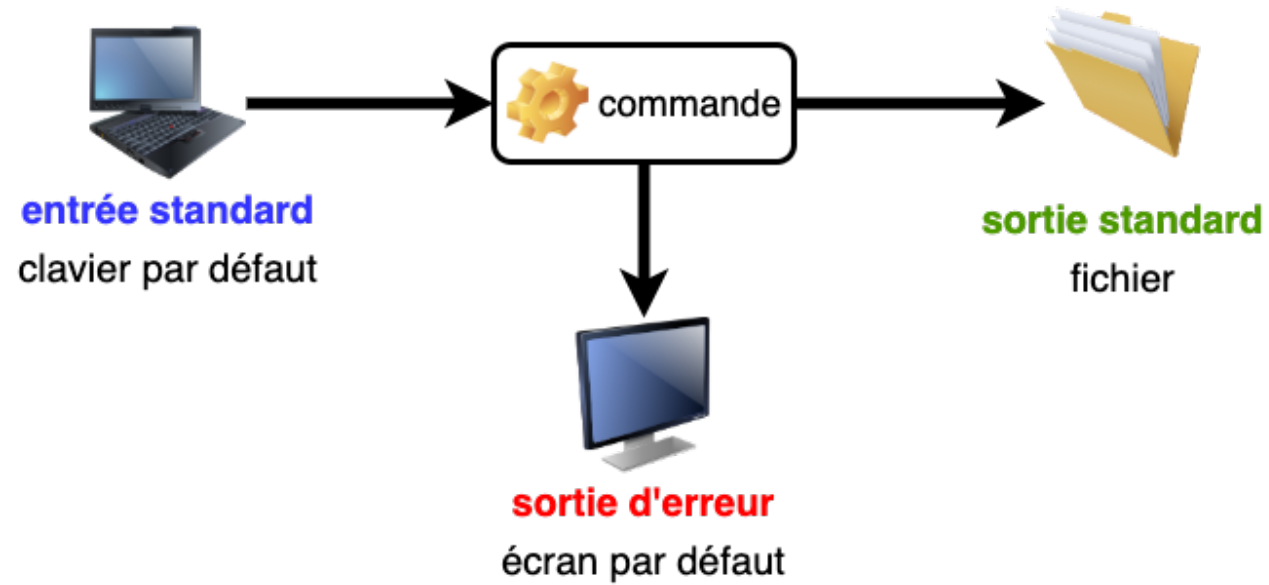 commande
entrée standard
clavier par défaut
sortie standard
fichier
sortie d'erreur
écran par défaut